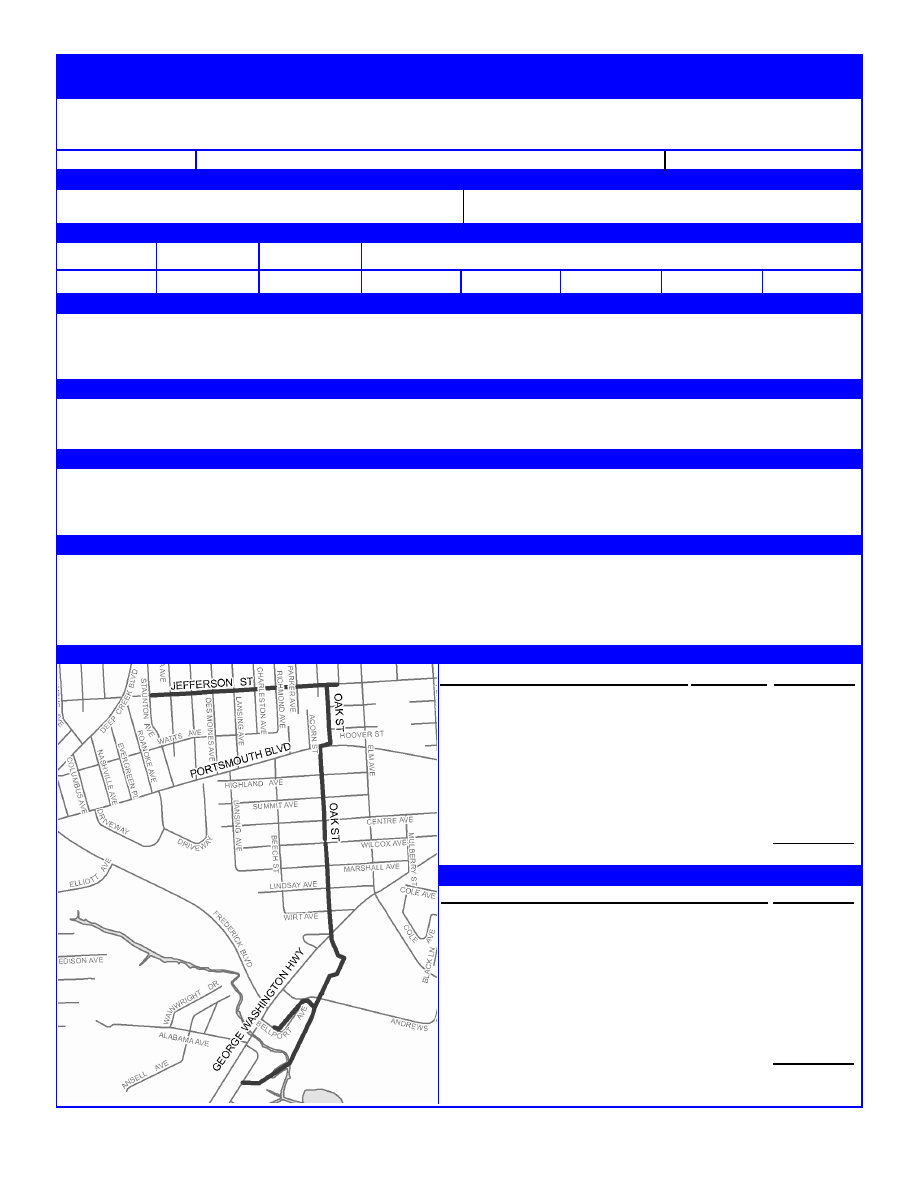 JEFFERSON ST
DEEP CREEK BLVD
STAUNTON AVE
AVE
PARKER AVE
RICHMOND AVE
CHARLESTON AVE
LANSING AVE
DES MOINES AVE
OAK ST
ACORN ST
HOOVER ST
ELM AVE
WATTS AVE
ROANOKE AVE
EVERGREEN PL
NASHVILLE AVE
COLUMBUS AVE
PORTSMOUTH BLVD
HIGHLAND AVE
LANSING AVE
SUMMIT AVE
OAK ST
CENTRE AVE
DRIVEWAY
DRIVEWAY
BEECH ST
WILCOX AVE
MULBERRY ST
MARSHALL AVE
ELLIOTT AVE
LINDSAY AVE
COLE AVE
WIRT AVE
COLE AVE
FREDERICK BLVD
BLACK LN
EDISON AVE
GEORGE WASHINGTON HWY
WAINWRIGHT DR
BELLPORT AVE
ANDREWS
ALABAMA AVE
ANSELL AVE